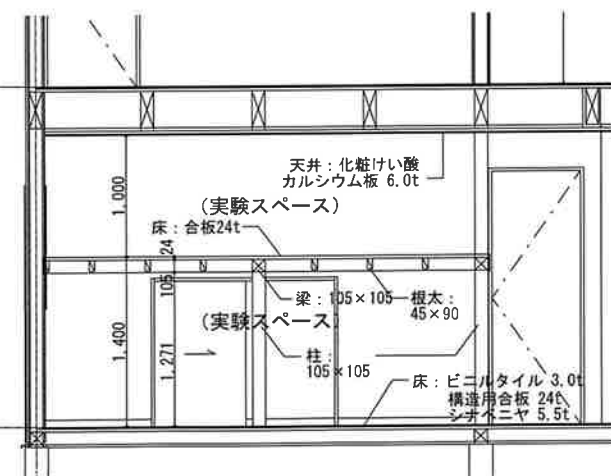 天井：化粧けい酸
カルシウム板 6.0t
1,000
（実験スペース）
床：合板24t
24
105
梁：105×105
根太：
45×90
（実験スペース）
1,400
1,271
柱：
105×105
床：ビニルタイル 3.0t
構造用合板 24t
シナベニヤ 5.5t